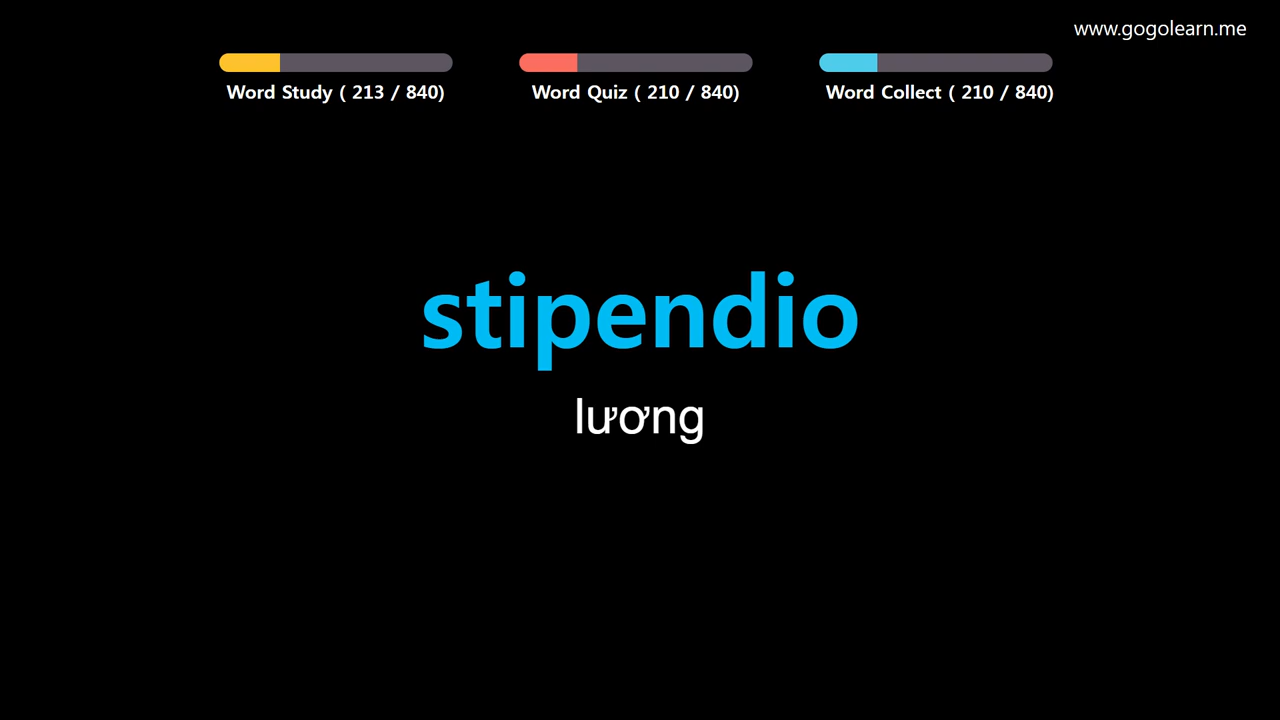 www.gogolearn.me
Word Study ( 213 / 840)
Word Quiz ( 210 / 840)
Word Collect ( 210 / 840)
stipendio
lương